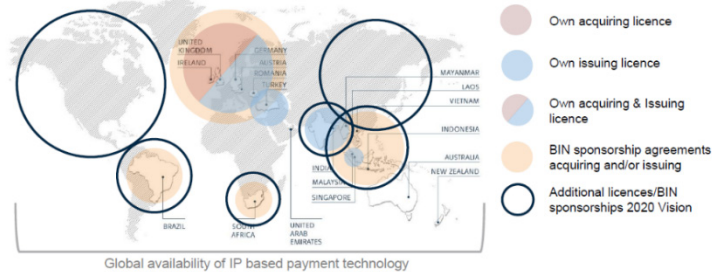 UNITED
KINGDOM
IRELAND
GERMANY
AUSTRIA
ROMANIA
TURKEY
MAYANMAR
LAOS
VIETNAM
INDONESIA
INDIA
MALAYSIA
SINGAPORE
AUSTRALIA
NEW ZEALAND
BRAZIL
SOUTH
AFRICA
UNITED
ARAB
EMIRATES
Global availability of IP based payment technology
Own acquiring licence
Own issuing licence
Own acquiring & Issuing
licence
BIN sponsorship agreements
acquiring and/or issuing
Additional licences/BIN
sponsorships 2020 Vision